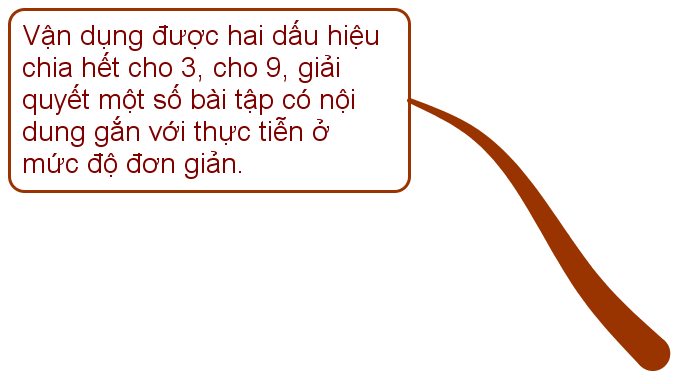 Vận dụng được hai dấu hiệu
chia hết cho 3, cho 9, giải
quyết một số bài tập có nội
dung gắn với thực tiễn ở
mức độ đơn giản.